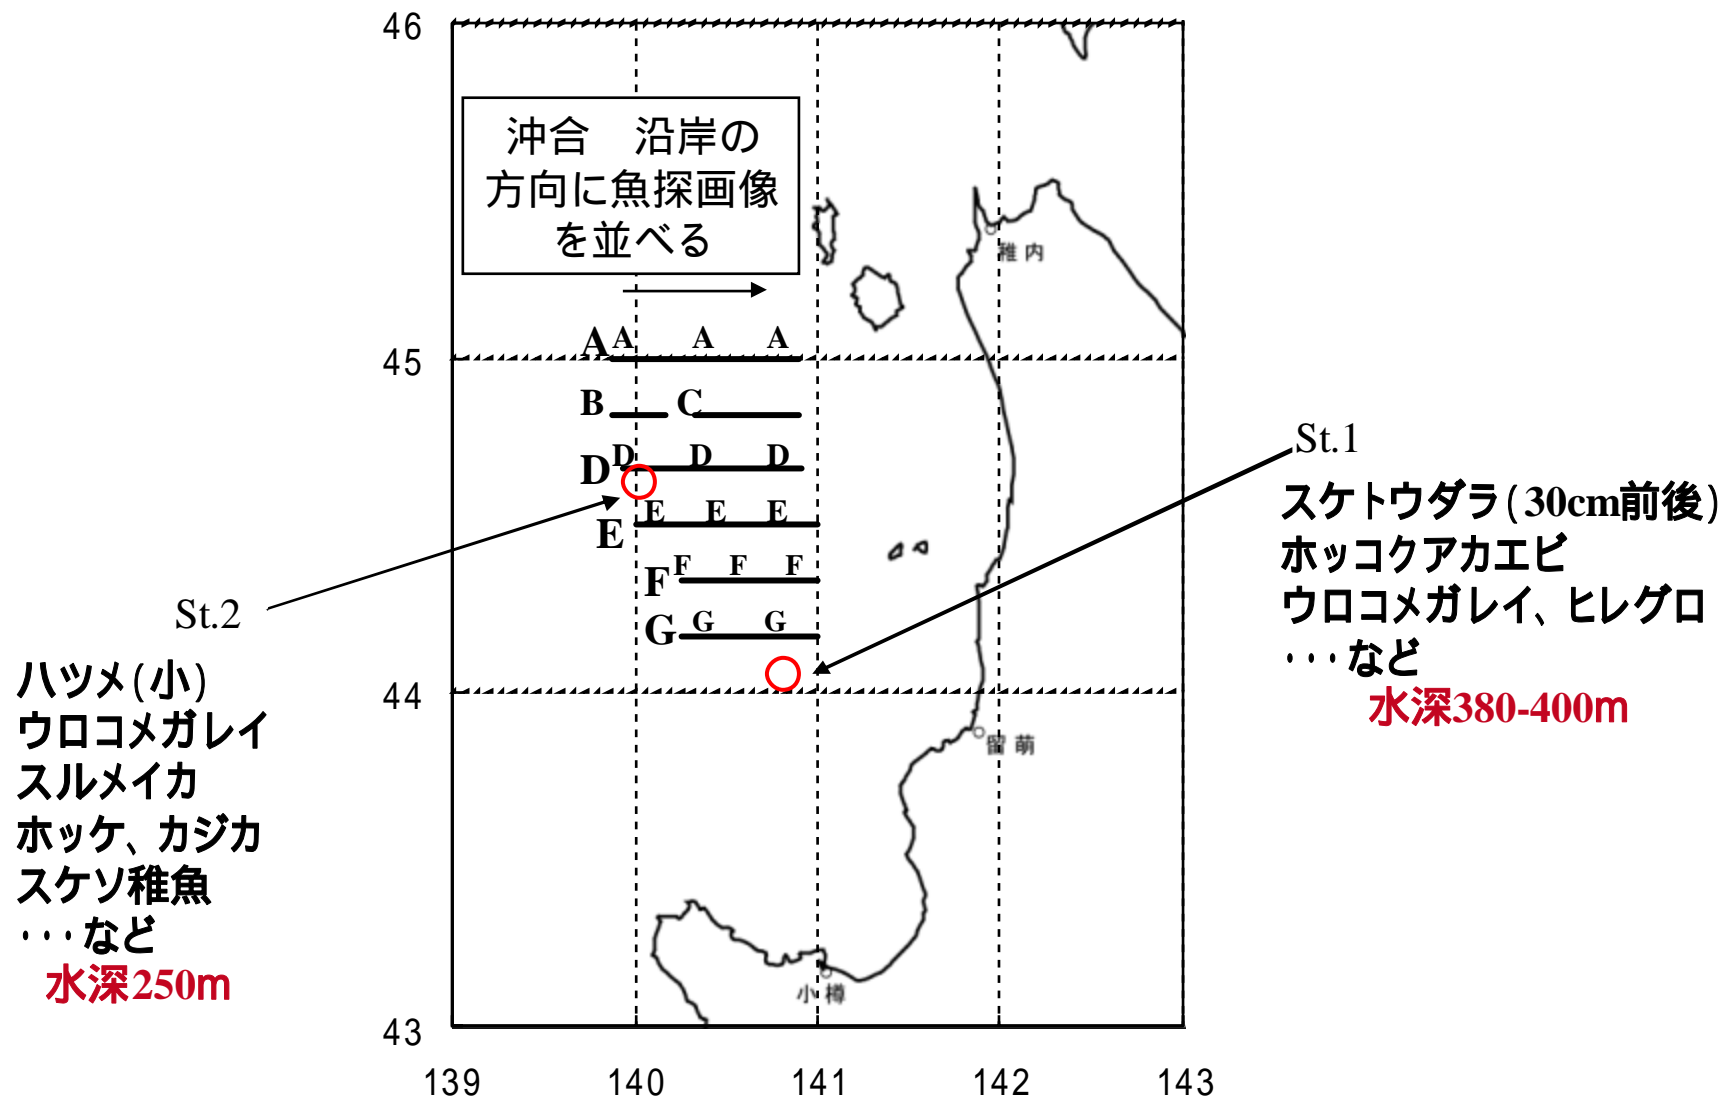 46
沖合　沿岸の
方向に魚探画像
を並べる
稚内
A A A A
45
B C
D D D D
St.1
スケトウダラ(30cm前後)
ホッコクアカエビ
ウロコメガレイ、ヒレグロ
・・・など
水深380-400m
E E E E
F F F F
G G G
St.2
ハツメ(小)
ウロコメガレイ
スルメイカ
ホッケ、カジカ
スケソ稚魚
・・・など
水深250m
44
留萌
小樽
43
139 140 141 142 143